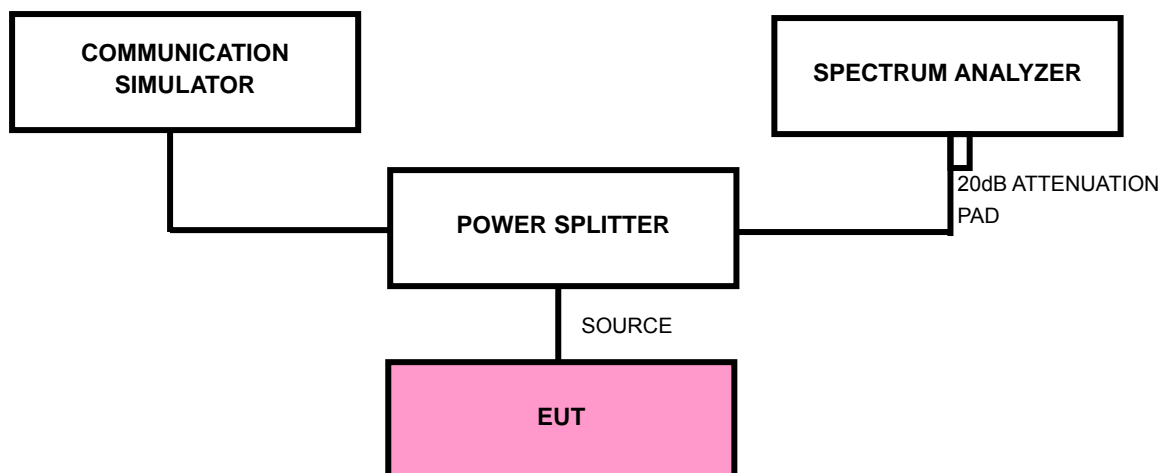 COMMUNICATION
SIMULATOR
SPECTRUM ANALYZER
20dB ATTENUATION
PAD
POWER SPLITTER
SOURCE
EUT